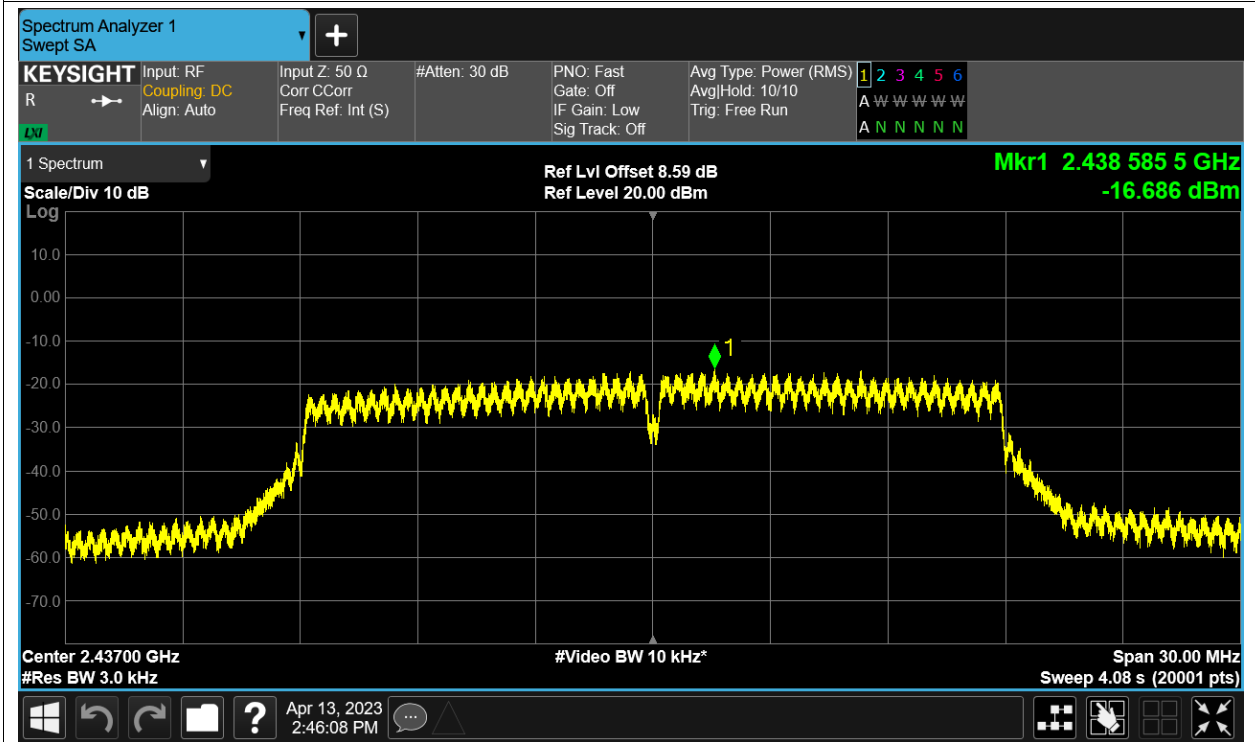 Spectrum Analyzer 1
Swept SA
+
KEYSIGHT
R
LXI
Input: RF
Coupling: DC
Align: Auto
Input Z: 50 Ω
Corr CCorr
Freq Ref: Int (S)
#Atten: 30 dB
PNO: Fast
Gate: Off
IF Gain: Low
Sig Track: Off
Avg Type: Power (RMS)
Avg|Hold: 10/10
Trig: Free Run
1 2 3 4 5 6
A W W W W W
A N N N N N
1 Spectrum
Scale/Div 10 dB
Log
Ref Lvl Offset 8.59 dB
Ref Level 20.00 dBm
Mkr1 2.438 585 5 GHz
-16.686 dBm
10.0
0.00
-10.0
1
-20.0
-30.0
-40.0
-50.0
-60.0
-70.0
Center 2.43700 GHz
#Res BW 3.0 kHz
#Video BW 10 kHz*
Span 30.00 MHz
Sweep 4.08 s (20001 pts)
?
Apr 13, 2023
2:46:08 PM